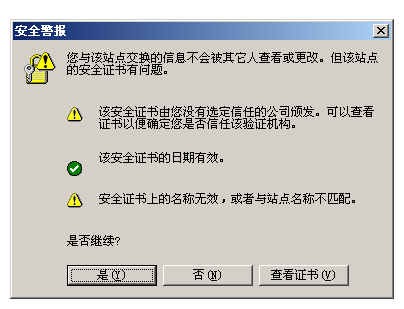 安全警报
您与该站点交换的信息不会被其它人查看或更改。但该站点
的安全证书有问题。
该安全证书由您没有选定信任的公司颁发。可以查看
证书以便确定您是否信任该验证机构。
该安全证书的日期有效。
安全证书上的名称无效，或者与站点名称不匹配。
是否继续?
是(Y) 否(N) 查看证书(V)